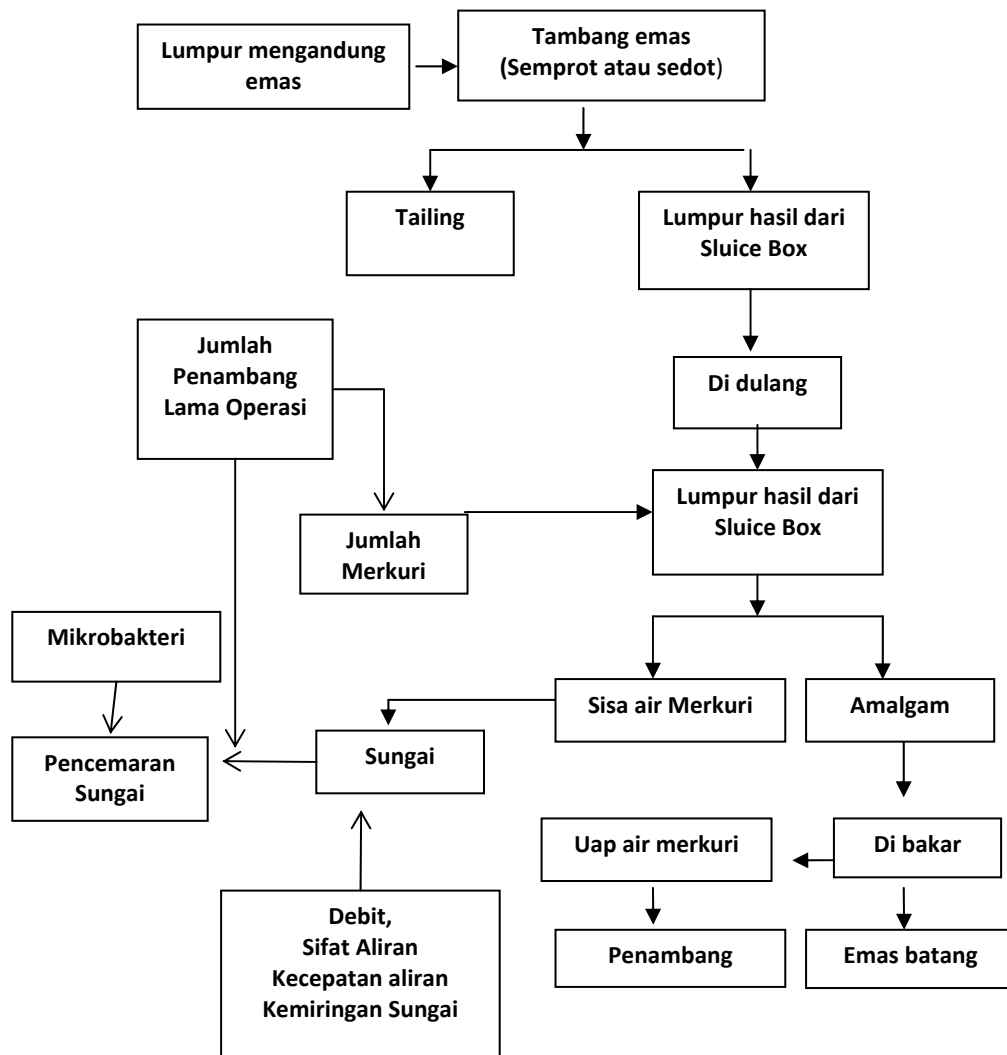 Lumpur mengandung
emas
Tambang emas
(Semprot atau sedot)
Tailing
Lumpur hasil dari
Sluice Box
Jumlah
Penambang
Lama Operasi
Di dulang
Lumpur hasil dari
Sluice Box
Jumlah
Merkuri
Mikrobakteri
Sisa air Merkuri
Amalgam
Pencemaran
Sungai
Sungai
Uap air merkuri
Di bakar
Debit,
Sifat Aliran
Kecepatan aliran
Kemiringan Sungai
Penambang
Emas batang